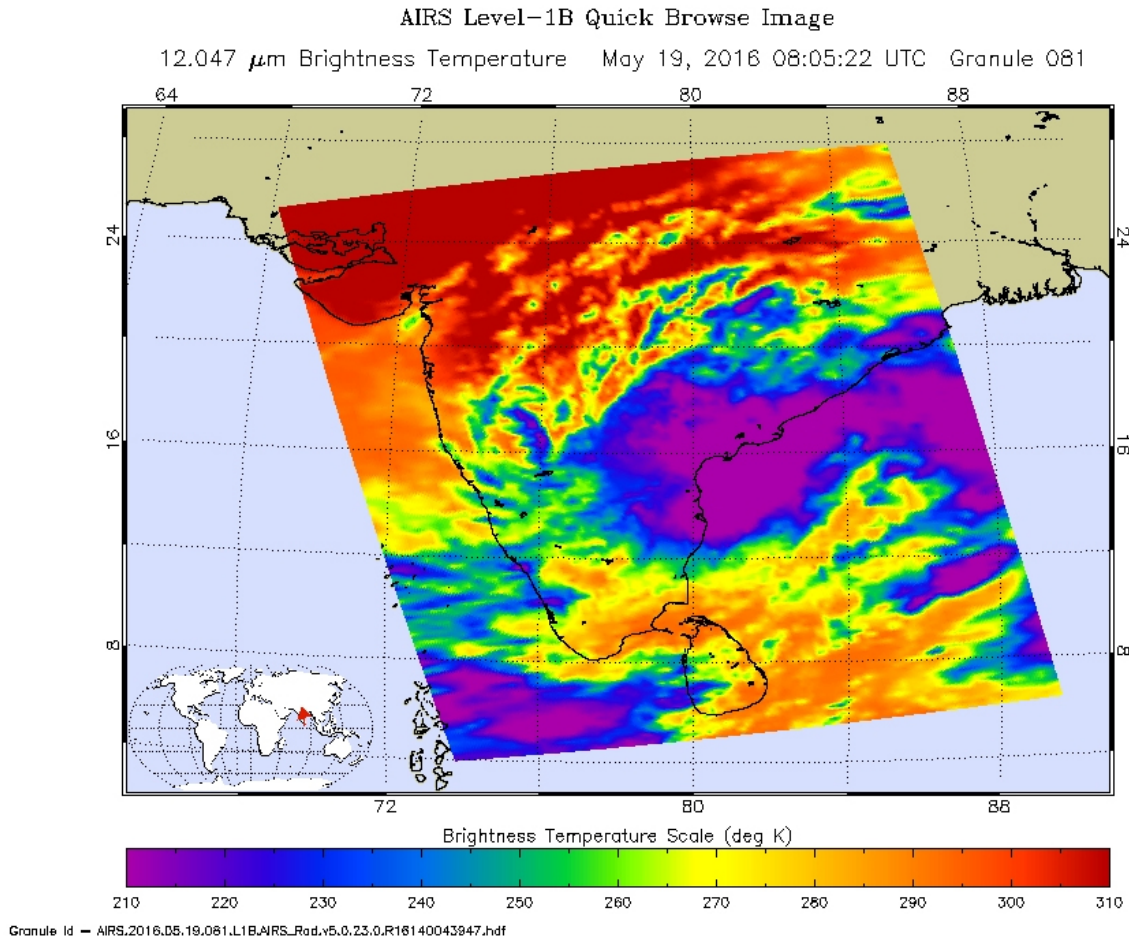 AIRS Level-1B Quick Browse Image
12.047 μm Brightness Temperature May 19, 2016 08:05:22 UTC Granule 081
64 72 80 88
24 24
16 16
8 8
72 80 88
Brightness Temperature Scale (deg K)
210 220 230 240 250 260 270 280 290 300 310
Granule Id — AIRS.2016.05.19.081.L1B.AIRS_Rad.v5.0.23.0.R16140043947.hdf